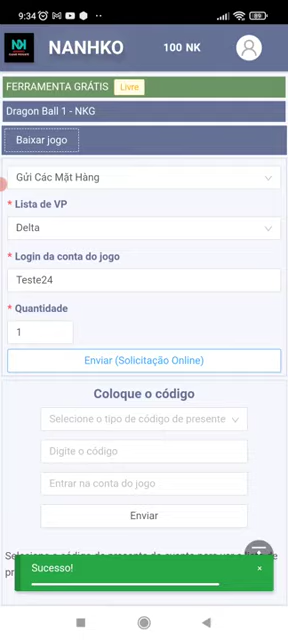 9:34
89
NANHKO
100 NK
FERRAMENTA GRÁTIS Livre
Dragon Ball 1 - NKG
Baixar jogo
Gửi Các Mặt Hàng
* Lista de VP
Delta
* Login da conta do jogo
Teste24
* Quantidade
1
Enviar (Solicitação Online)
Coloque o código
Selecione o tipo de código de presente
Digite o código
Entrar na conta do jogo
Enviar
Sucesso! ×